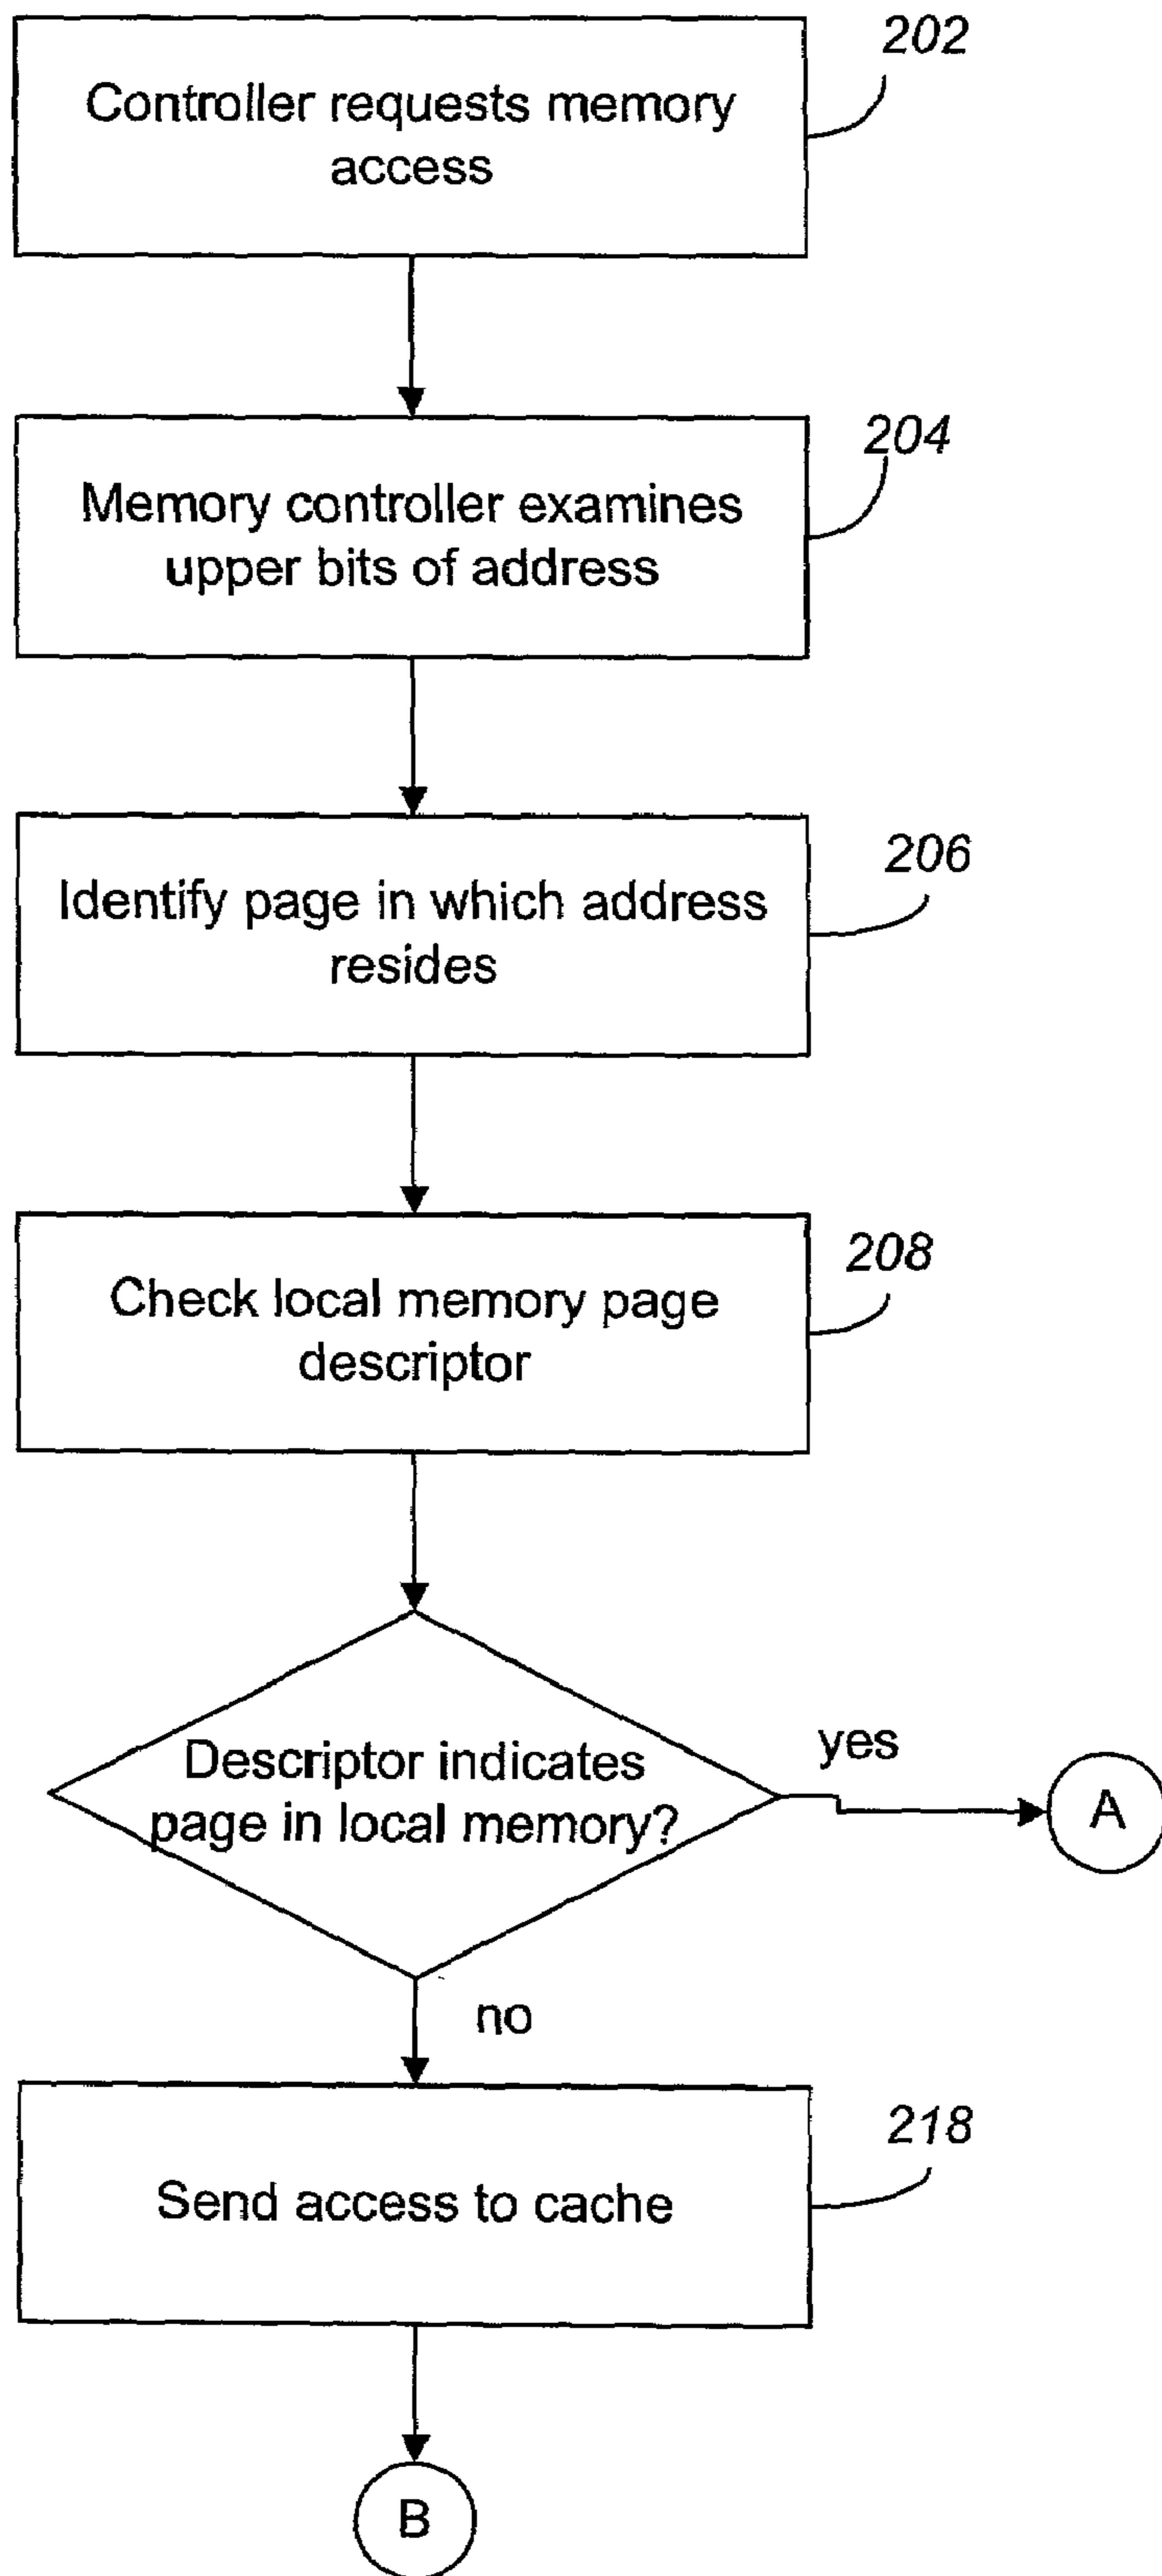 202
Controller requests memory
access
204
Memory controller examines
upper bits of address
206
Identify page in which address
resides
208
Check local memory page
descriptor
Descriptor indicates
page in local memory?
yes
A
no
218
Send access to cache
B